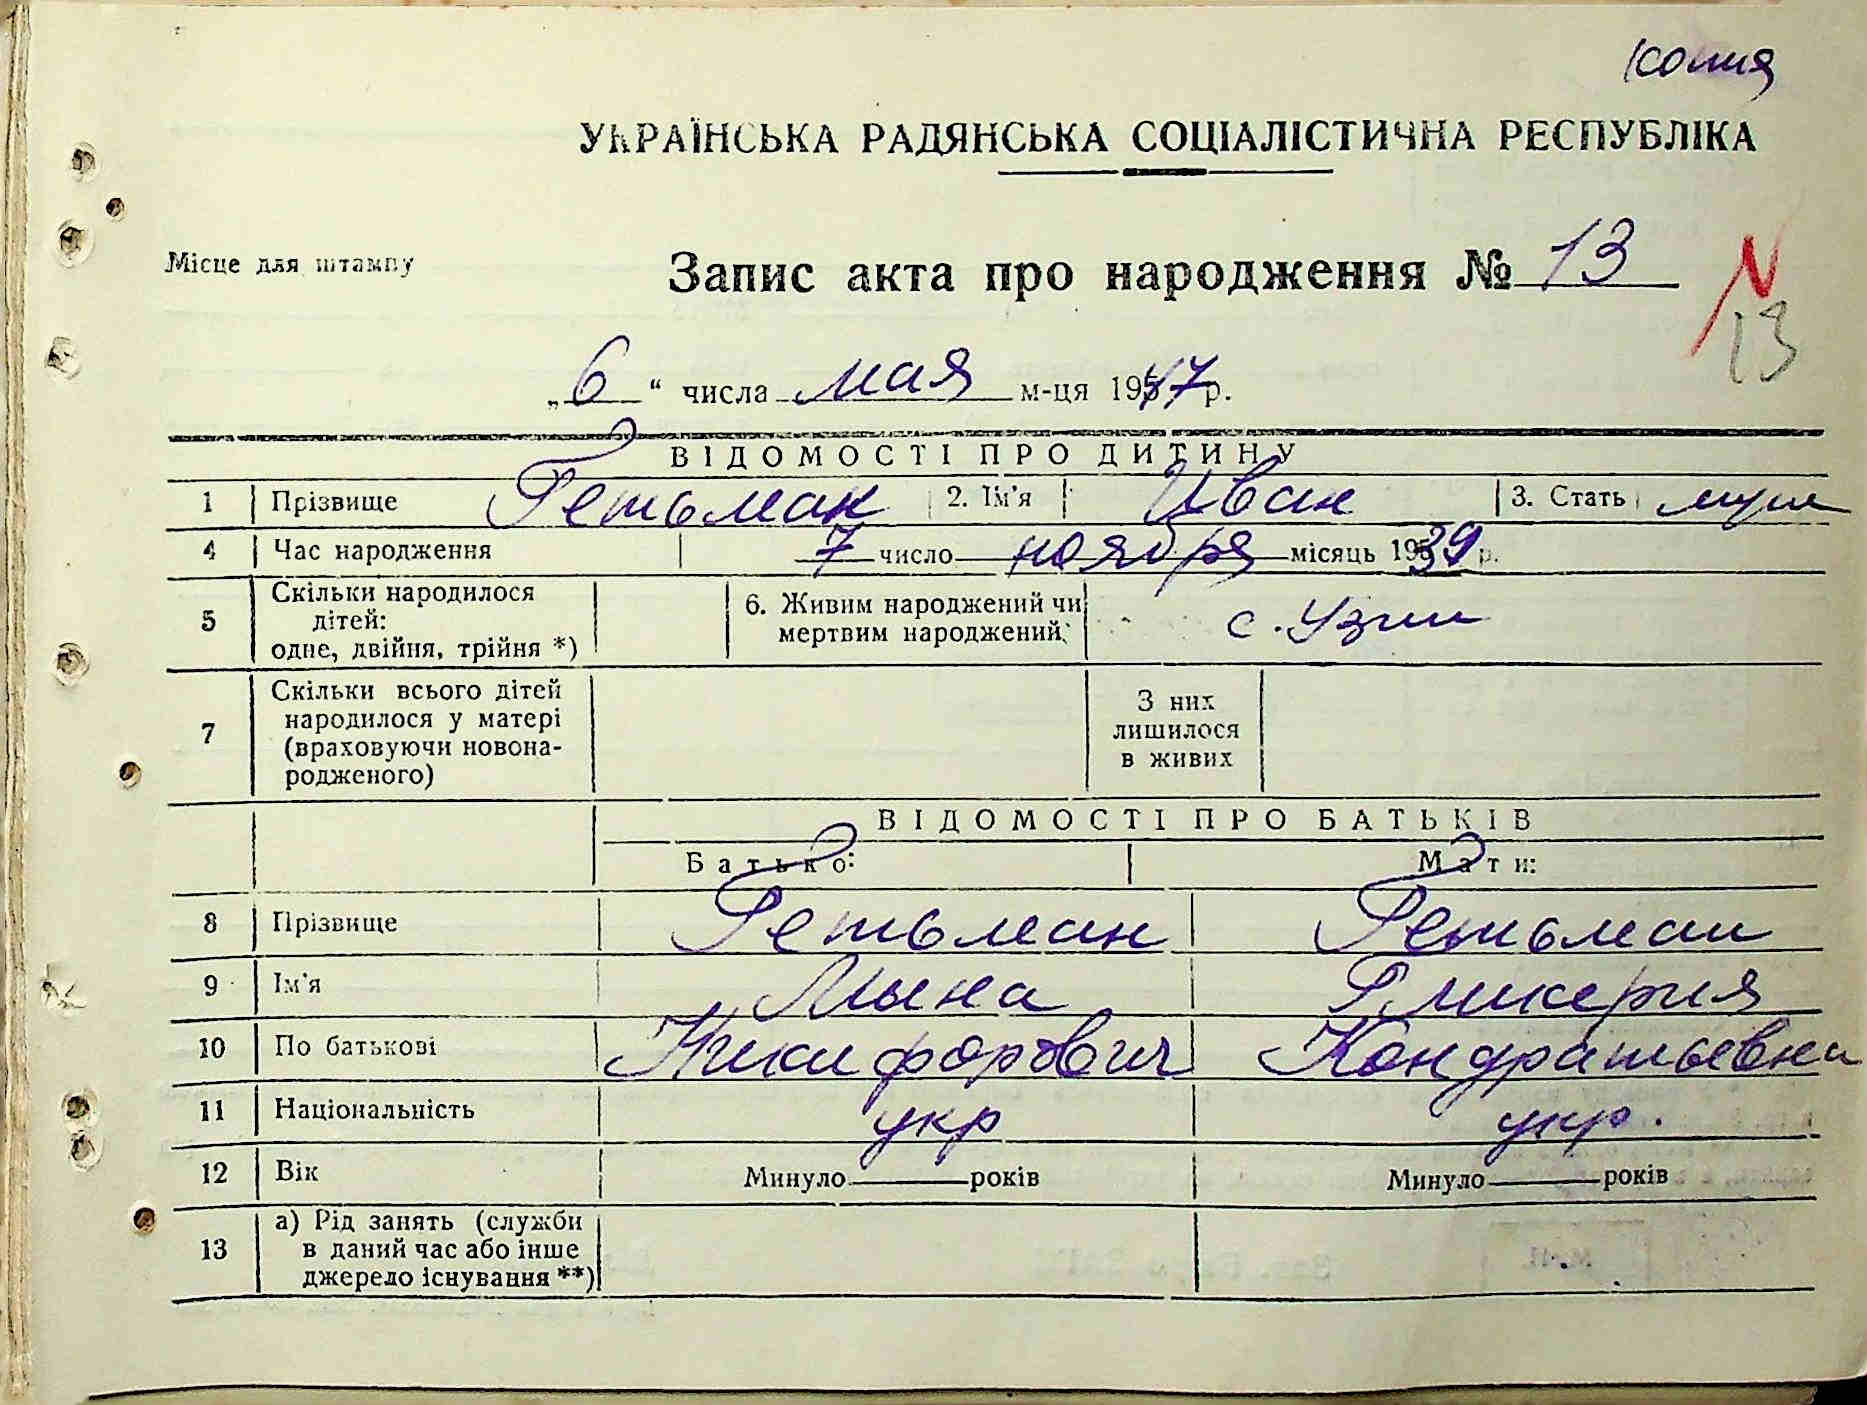 копия
УКРАЇНСЬКА РАДЯНСЬКА СОЦІАЛІСТИЧНА РЕСПУБЛІКА
Місце для штампу
Запис акта про народження № 13
N 13
„6“ числа мая м-ця 1947 р.
ВІДОМОСТІ ПРО ДИТИНУ
1 Прізвище Гетьман 2. Ім'я Иван 3. Стать муж
4 Час народження 7 число ноября місяць 1939 р.
5 Скільки народилося дітей: одне, двійня, трійня *) 6. Живим народжений чи мертвим народжений с. Узин
7 Скільки всього дітей народилося у матері (враховуючи новонародженого) З них лишилося в живих
ВІДОМОСТІ ПРО БАТЬКІВ
Батько: Мати:
8 Прізвище Гетьман Гетьман
9 Ім'я Мына Гликерия
10 По батькові Никифорович Кондратьевна
11 Національність укр укр.
12 Вік Минуло років Минуло років
13 а) Рід занять (служби в даний час або інше джерело існування **)